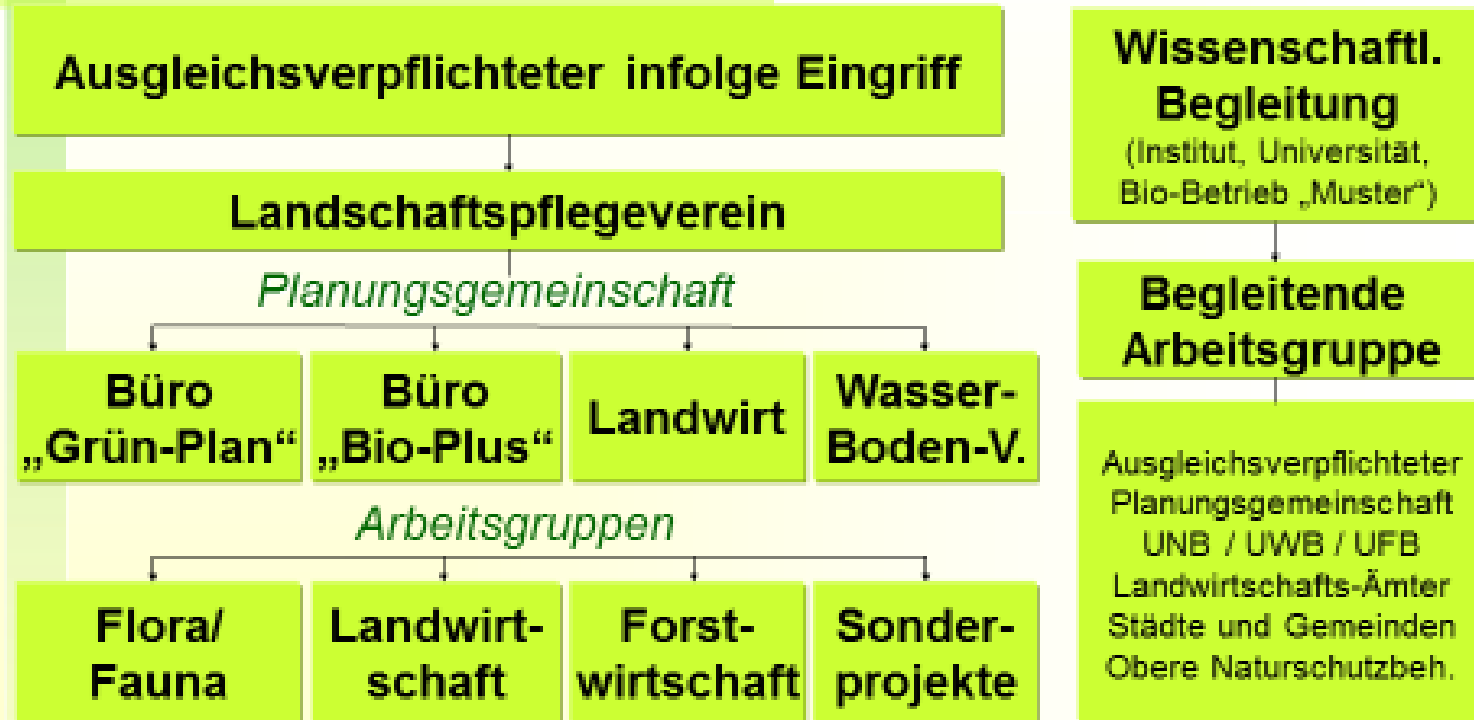 Ausgleichsverpflichteter infolge Eingriff
Landschaftspflegeverein
Planungsgemeinschaft
Büro
„Grün-Plan“
Büro
„Bio-Plus“
Landwirt
Wasser-
Boden-V.
Arbeitsgruppen
Flora/
Fauna
Landwirt-
schaft
Forst-
wirtschaft
Sonder-
projekte
Wissenschaftl.
Begleitung
(Institut, Universität,
Bio-Betrieb „Muster“)
Begleitende
Arbeitsgruppe
Ausgleichsverpflichteter
Planungsgemeinschaft
UNB / UWB / UFB
Landwirtschafts-Ämter
Städte und Gemeinden
Obere Naturschutzbeh.